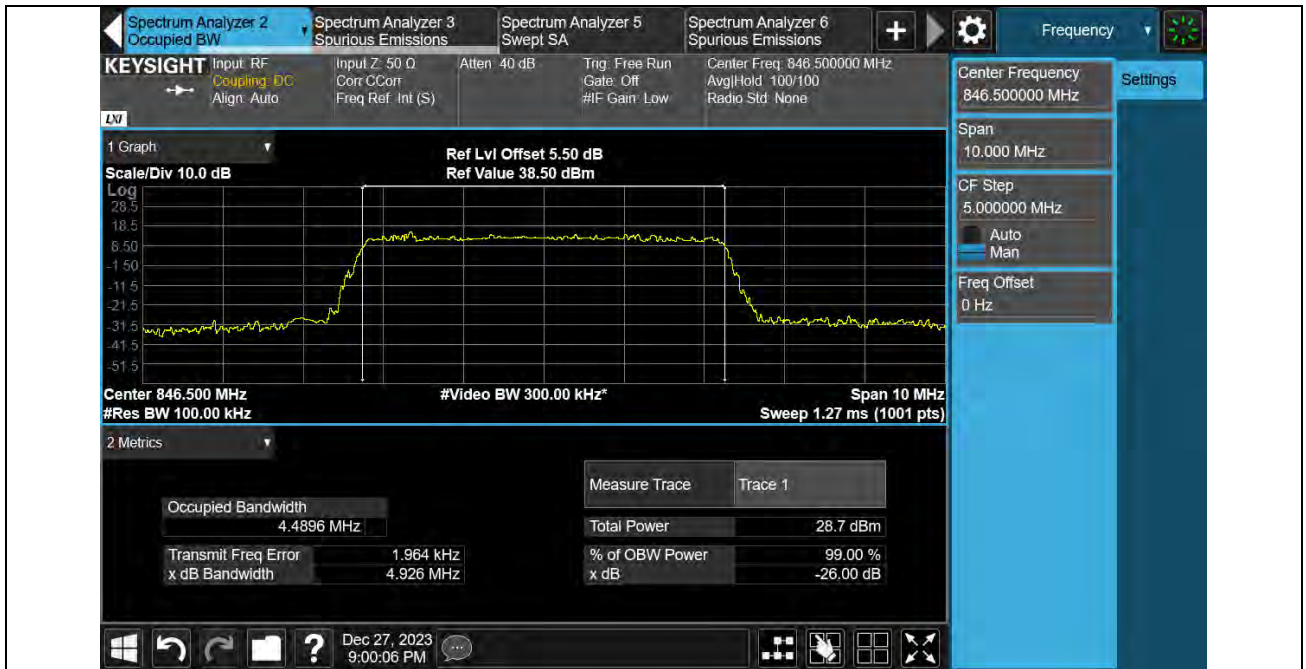 Spectrum Analyzer 2 Spectrum Analyzer 3 Spectrum Analyzer 5 Spectrum Analyzer 6
Occupied BW Spurious Emissions Swept SA Spurious Emissions
+
Frequency
KEYSIGHT Input: RF Input Z: 50 Ω Atten: 40 dB Trig: Free Run Center Freq: 846.500000 MHz
Coupling: DC Corr CCorr Gate: Off Avg|Hold: 100/100
Align: Auto Freq Ref: Int (S) #IF Gain: Low Radio Std: None
LXI
Center Frequency
846.500000 MHz
Settings
Span
10.000 MHz
CF Step
5.000000 MHz
Auto
Man
Freq Offset
0 Hz
1 Graph
Ref Lvl Offset 5.50 dB
Scale/Div 10.0 dB Ref Value 38.50 dBm
Log
28.5
18.5
8.50
-1.50
-11.5
-21.5
-31.5
-41.5
-51.5
Center 846.500 MHz #Video BW 300.00 kHz* Span 10 MHz
#Res BW 100.00 kHz Sweep 1.27 ms (1001 pts)
2 Metrics
Measure Trace Trace 1
Occupied Bandwidth
4.4896 MHz Total Power 28.7 dBm
Transmit Freq Error 1.964 kHz % of OBW Power 99.00 %
x dB Bandwidth 4.926 MHz x dB -26.00 dB
?
Dec 27, 2023
9:00:06 PM